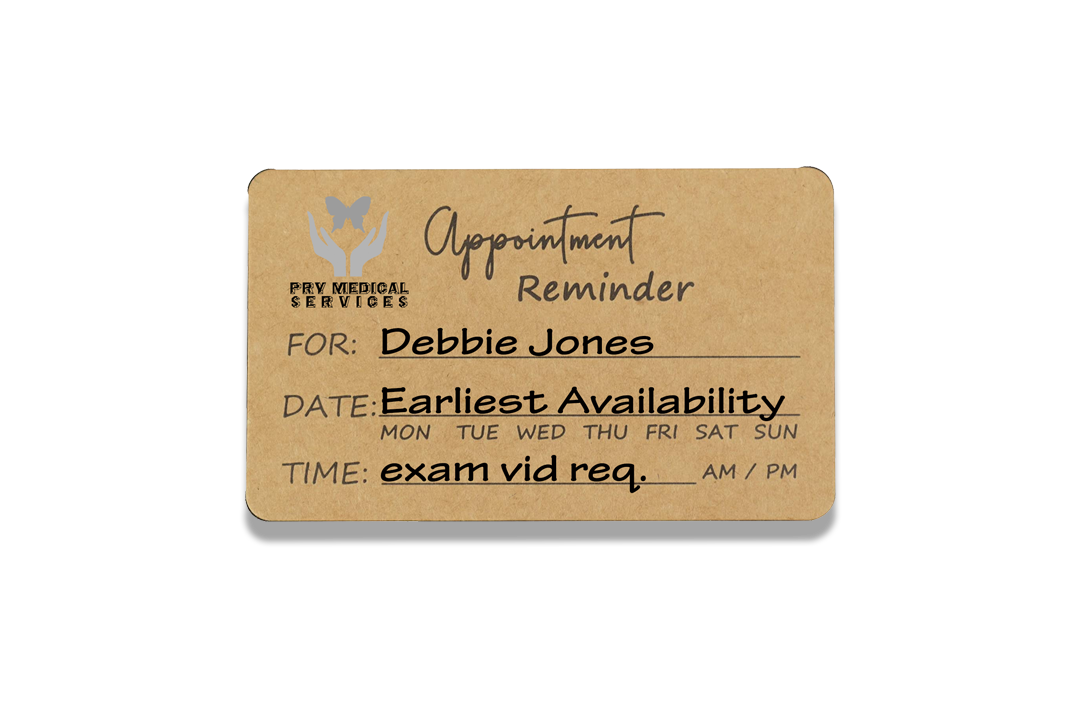 PRY MEDICAL
SERVICES
Appointment
Reminder
FOR: Debbie Jones
DATE: Earliest Availability
MON TUE WED THU FRI SAT SUN
TIME: exam vid req. AM / PM